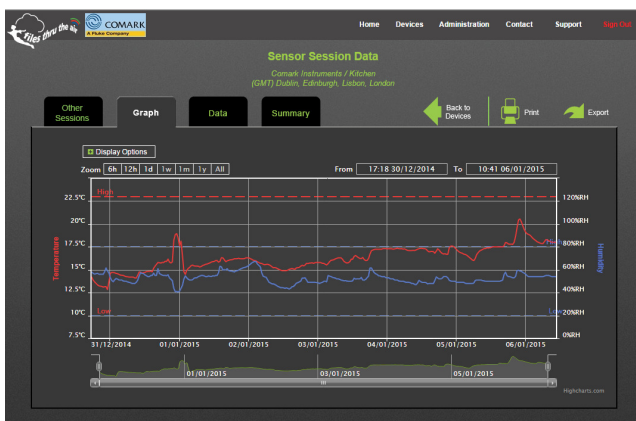 files thru the air
COMARK
A Fluke Company
Home Devices Administration Contact Support Sign Out
Sensor Session Data
Comark Instruments / Kitchen
(GMT) Dublin, Edinburgh, Lisbon, London
Other Sessions
Graph
Data
Summary
Back to Devices
Print
Export
Display Options
Zoom 6h 12h 1d 1w 1m 1y All
From 17:18 30/12/2014 To 10:41 06/01/2015
High
22.5°C
20°C
17.5°C
15°C
12.5°C
10°C
7.5°C
Temperature
Low
120%RH
100%RH
80%RH
60%RH
40%RH
20%RH
0%RH
Humidity
High
Low
31/12/2014 01/01/2015 02/01/2015 03/01/2015 04/01/2015 05/01/2015 06/01/2015
01/01/2015 03/01/2015 05/01/2015
Highcharts.com